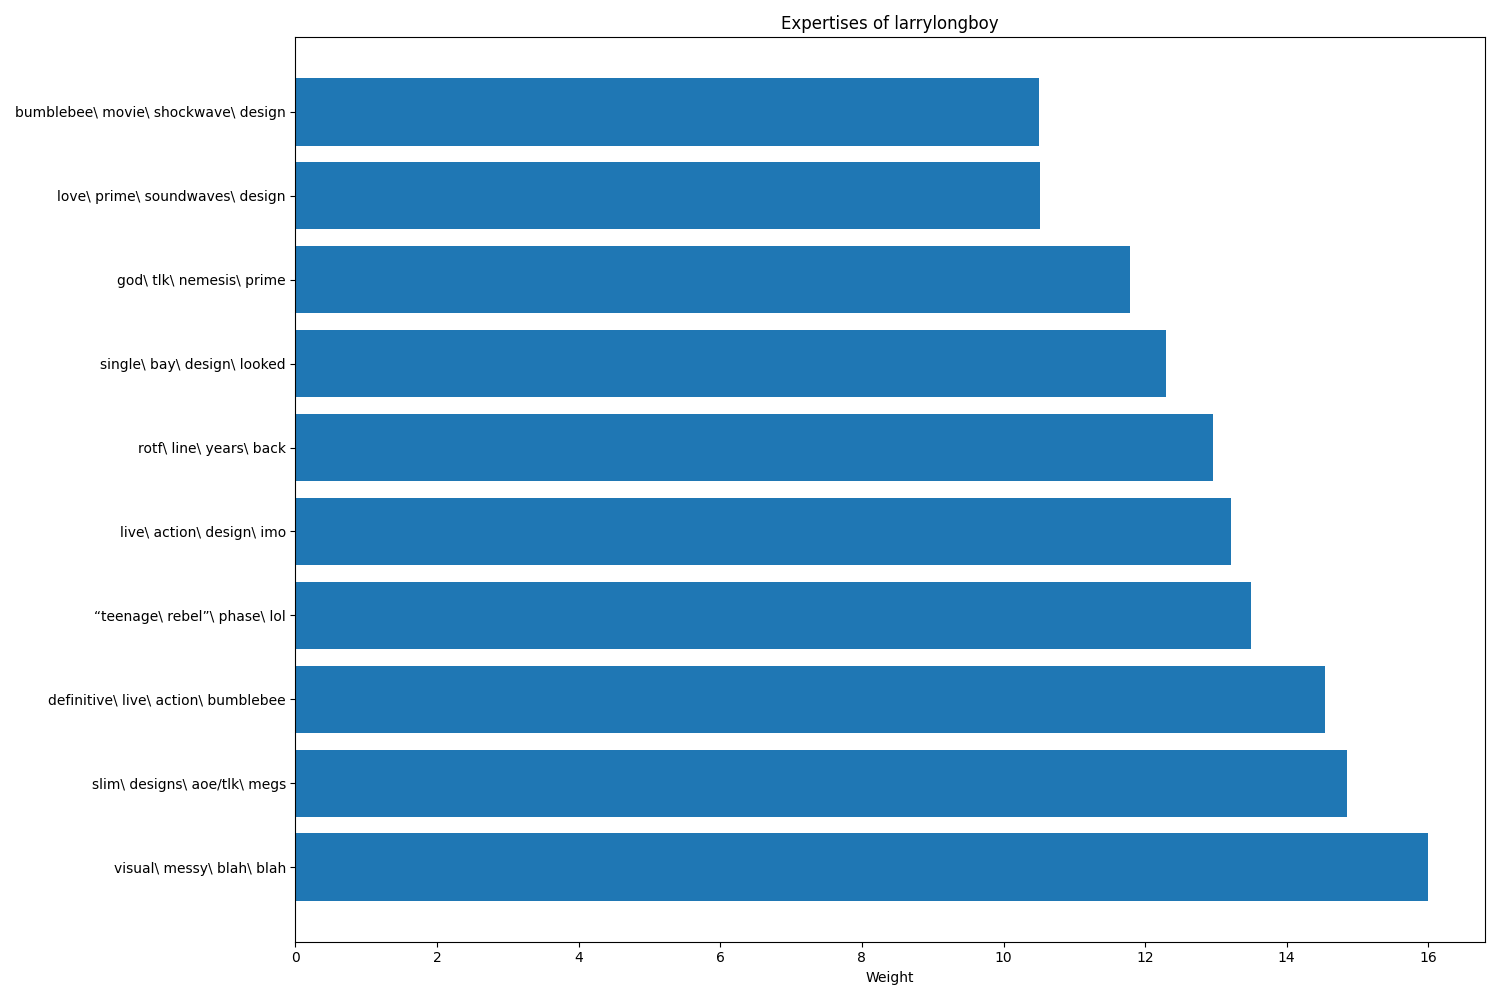 Expertises of larrylongboy
bumblebee\ movie\ shockwave\ design
love\ prime\ soundwaves\ design
god\ tlk\ nemesis\ prime
single\ bay\ design\ looked
rotf\ line\ years\ back
live\ action\ design\ imo
“teenage\ rebel”\ phase\ lol
definitive\ live\ action\ bumblebee
slim\ designs\ aoe/tlk\ megs
visual\ messy\ blah\ blah
0 2 4 6 8 10 12 14 16
Weight